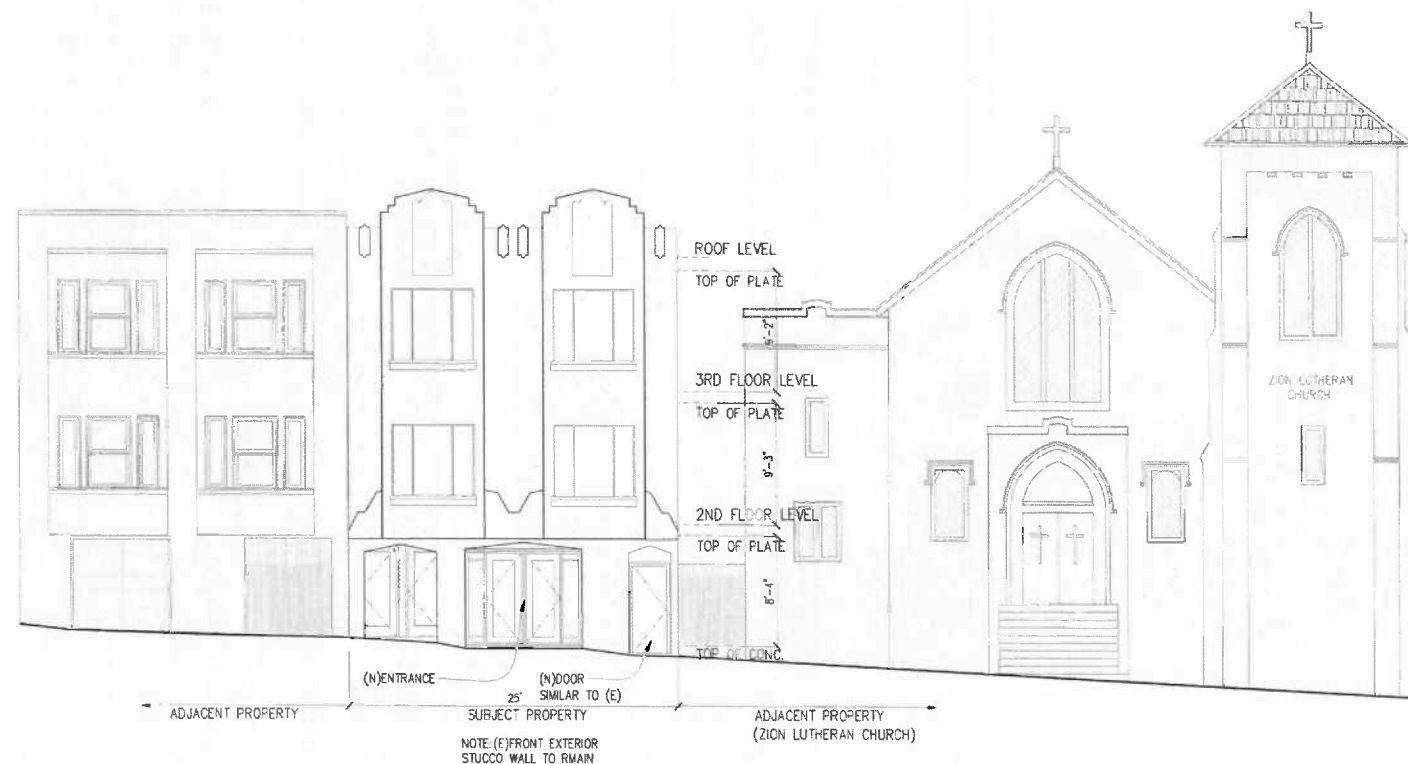 ROOF LEVEL
TOP OF PLATE
9'-2"
3RD FLOOR LEVEL
TOP OF PLATE
9'-3"
2ND FLOOR LEVEL
TOP OF PLATE
8'-4"
TOP OF CONC.
ZION LUTHERAN
CHURCH
(N)ENTRANCE
(N)DOOR
SIMILAR TO (E)
25'
ADJACENT PROPERTY
SUBJECT PROPERTY
ADJACENT PROPERTY
(ZION LUTHERAN CHURCH)
NOTE:(E)FRONT EXTERIOR
STUCCO WALL TO RMAIN